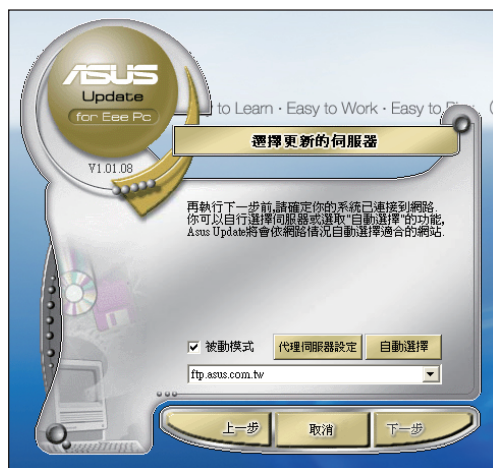 ASUS
Update
for Eee Pc
V1.01.08
to Learn · Easy to Work · Easy to
選擇更新的伺服器
再執行下一步前,請確定你的系統已連接到網路.
你可以自行選擇伺服器或選取"自動選擇"的功能,
Asus Update將會依網路情況自動選擇適合的網站.
被動模式
代理伺服器設定
自動選擇
ftp.asus.com.tw
上一步
取消
下一步